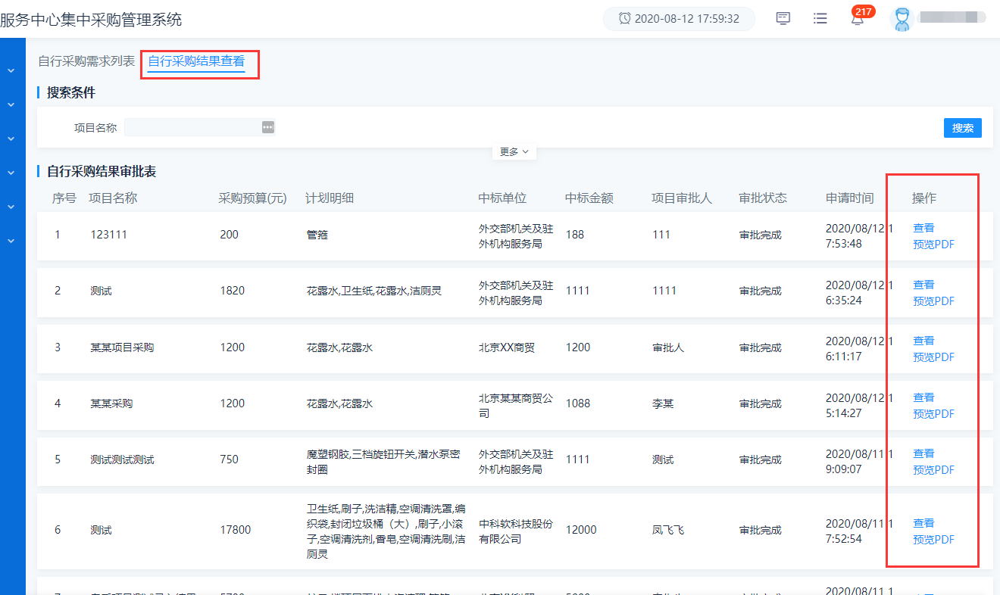 服务中心集中采购管理系统
2020-08-12 17:59:32
217
自行采购需求列表 自行采购结果查看
搜索条件
项目名称
搜索
更多
自行采购结果审批表
序号 项目名称 采购预算(元) 计划明细 中标单位 中标金额 项目审批人 审批状态 申请时间 操作
1 123111 200 管箍 外交部机关及驻 188 111 审批完成 2020/08/12 1 查看
外机构服务局 7:53:48 预览PDF
2 测试 1820 花露水,卫生纸,花露水,洁厕灵 外交部机关及驻 1111 1111 审批完成 2020/08/12 1 查看
外机构服务局 6:35:24 预览PDF
3 某某项目采购 1200 花露水,花露水 北京XX商贸 1200 审批人 审批完成 2020/08/12 1 查看
6:11:17 预览PDF
4 某某采购 1200 花露水,花露水 北京某某商贸公 1088 李某 审批完成 2020/08/12 1 查看
司 5:14:27 预览PDF
5 测试测试测试 750 魔塑钢胶,三档旋钮开关,潜水泵密 外交部机关及驻 1111 测试 审批完成 2020/08/11 1 查看
封圈 外机构服务局 9:09:07 预览PDF
卫生纸,刷子,洗洁精,空调清洗罩,编
6 测试 17800 织袋,封闭垃圾桶（大）,刷子,小滚 中科软科技股份 12000 凤飞飞 审批完成 2020/08/11 1 查看
子,空调清洗剂,香皂,空调清洗刷,洁 有限公司 7:52:54 预览PDF
厕灵
2020/08/11 1